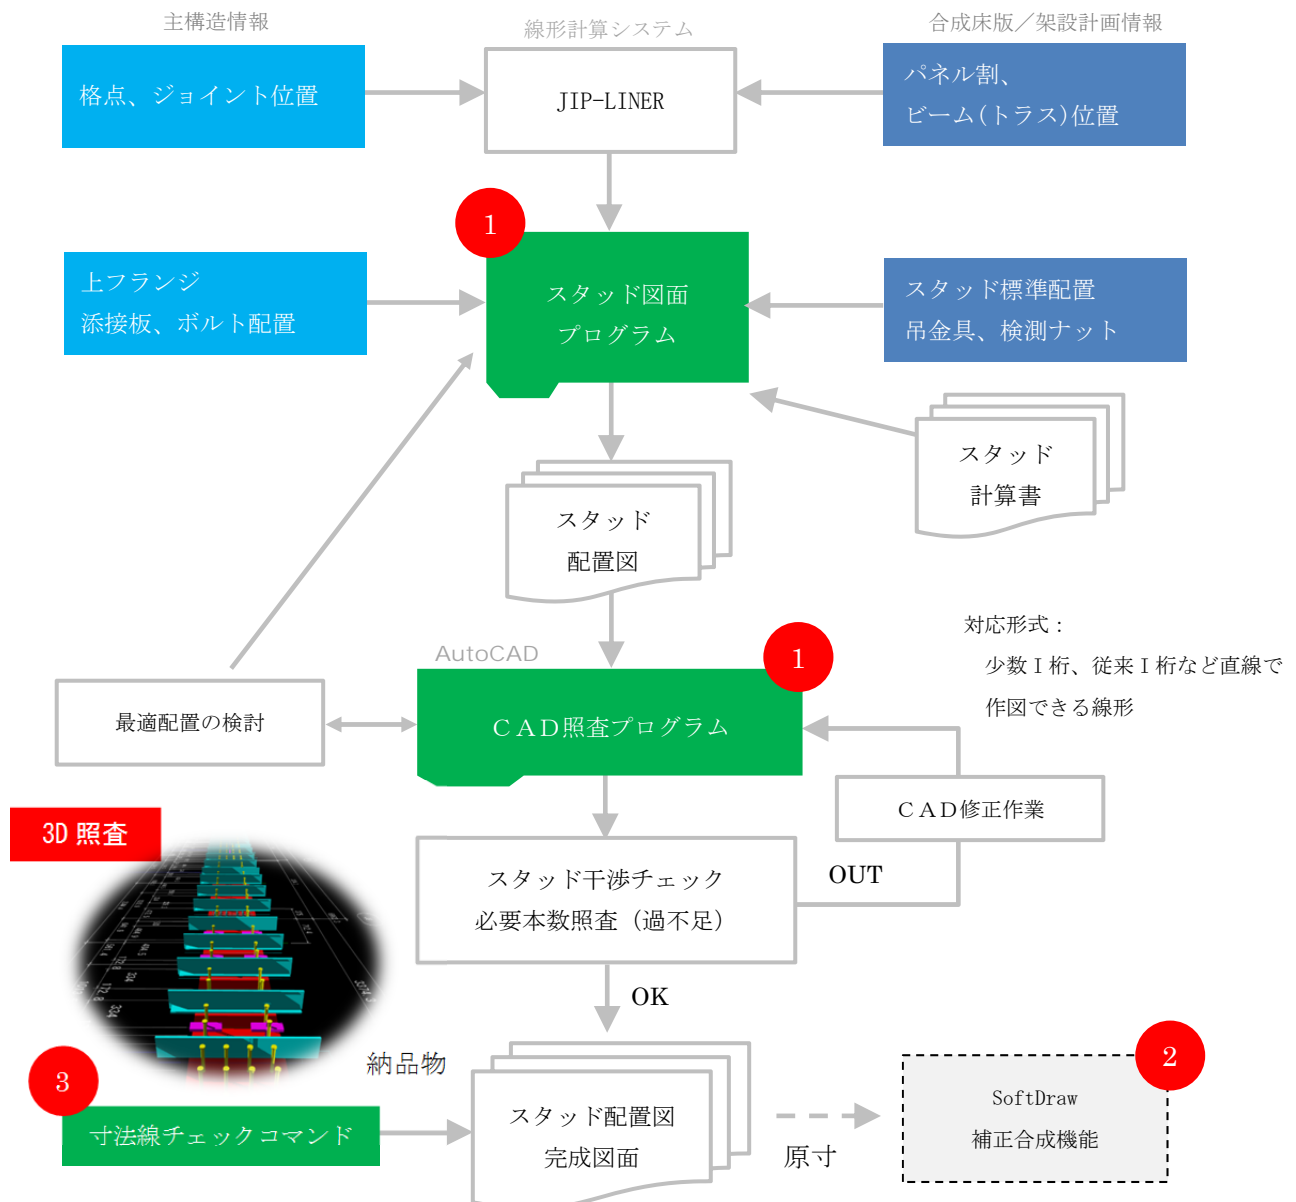 主構造情報
線形計算システム
合成床版／架設計画情報
格点、ジョイント位置
JIP-LINER
パネル割、
ビーム(トラス)位置
1
上フランジ
添接板、ボルト配置
スタッド図面
プログラム
スタッド標準配置
吊金具、検測ナット
スタッド
計算書
スタッド
配置図
対応形式：
少数Ｉ桁、従来Ｉ桁など直線で
作図できる線形
AutoCAD
1
最適配置の検討
ＣＡＤ照査プログラム
ＣＡＤ修正作業
3D 照査
スタッド干渉チェック
必要本数照査（過不足）
OUT
OK
納品物
3
寸法線チェックコマンド
スタッド配置図
完成図面
原寸
2
SoftDraw
補正合成機能